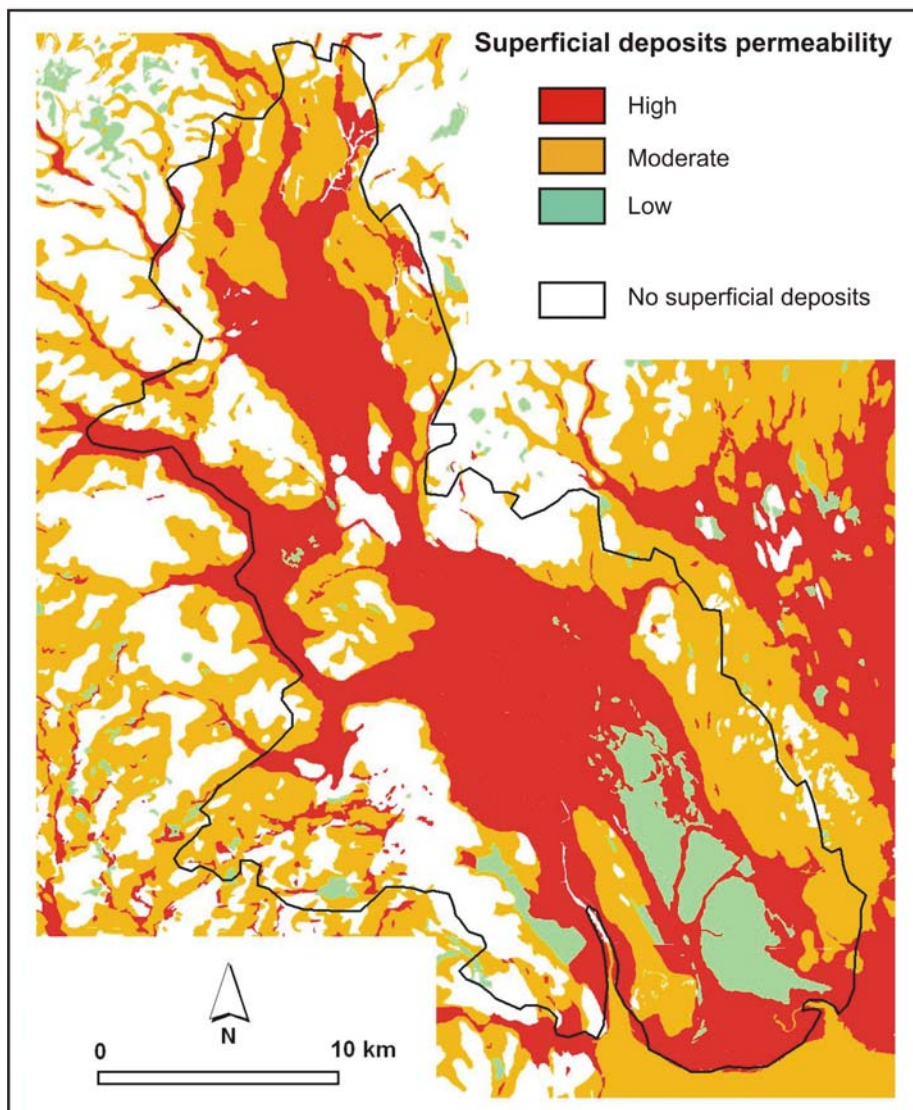 Superficial deposits permeability
High
Moderate
Low
No superficial deposits
N
0 10 km